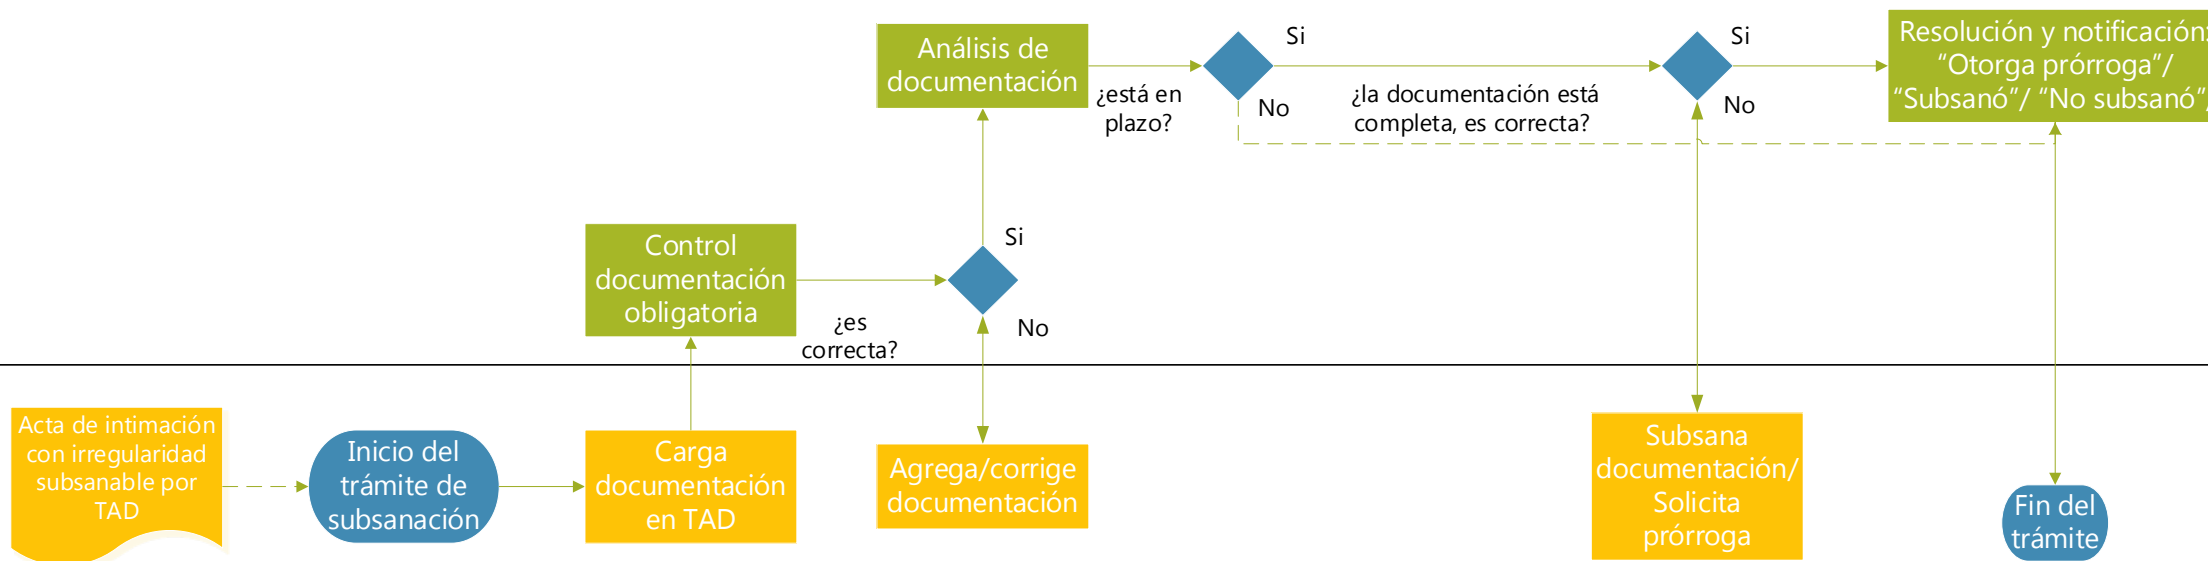 Análisis de
documentación
¿está en
plazo?
Si
No
¿la documentación está
completa, es correcta?
Si
No
Resolución y notificación:
“Otorga prórroga”/
“Subsanó”/ “No subsanó”/
Control
documentación
obligatoria
¿es
correcta?
Si
No
Acta de intimación
con irregularidad
subsanable por
TAD
Inicio del
trámite de
subsanación
Carga
documentación
en TAD
Agrega/corrige
documentación
Subsana
documentación/
Solicita
prórroga
Fin del
trámite